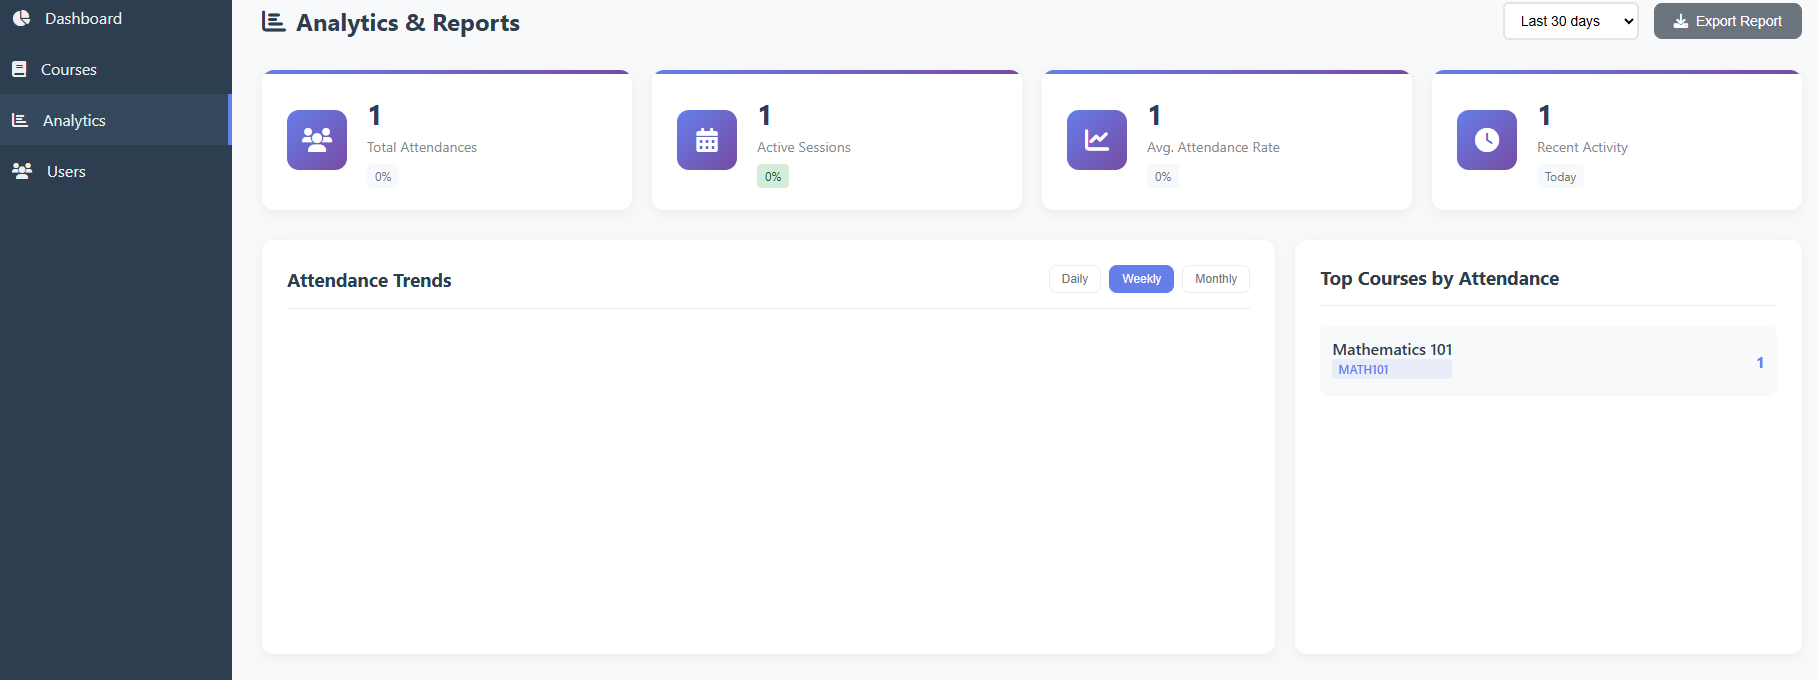 Dashboard
Courses
Analytics
Users
Analytics & Reports
Last 30 days
Export Report
1
Total Attendances
0%
1
Active Sessions
0%
1
Avg. Attendance Rate
0%
1
Recent Activity
Today
Attendance Trends
Daily
Weekly
Monthly
Top Courses by Attendance
Mathematics 101
MATH101
1